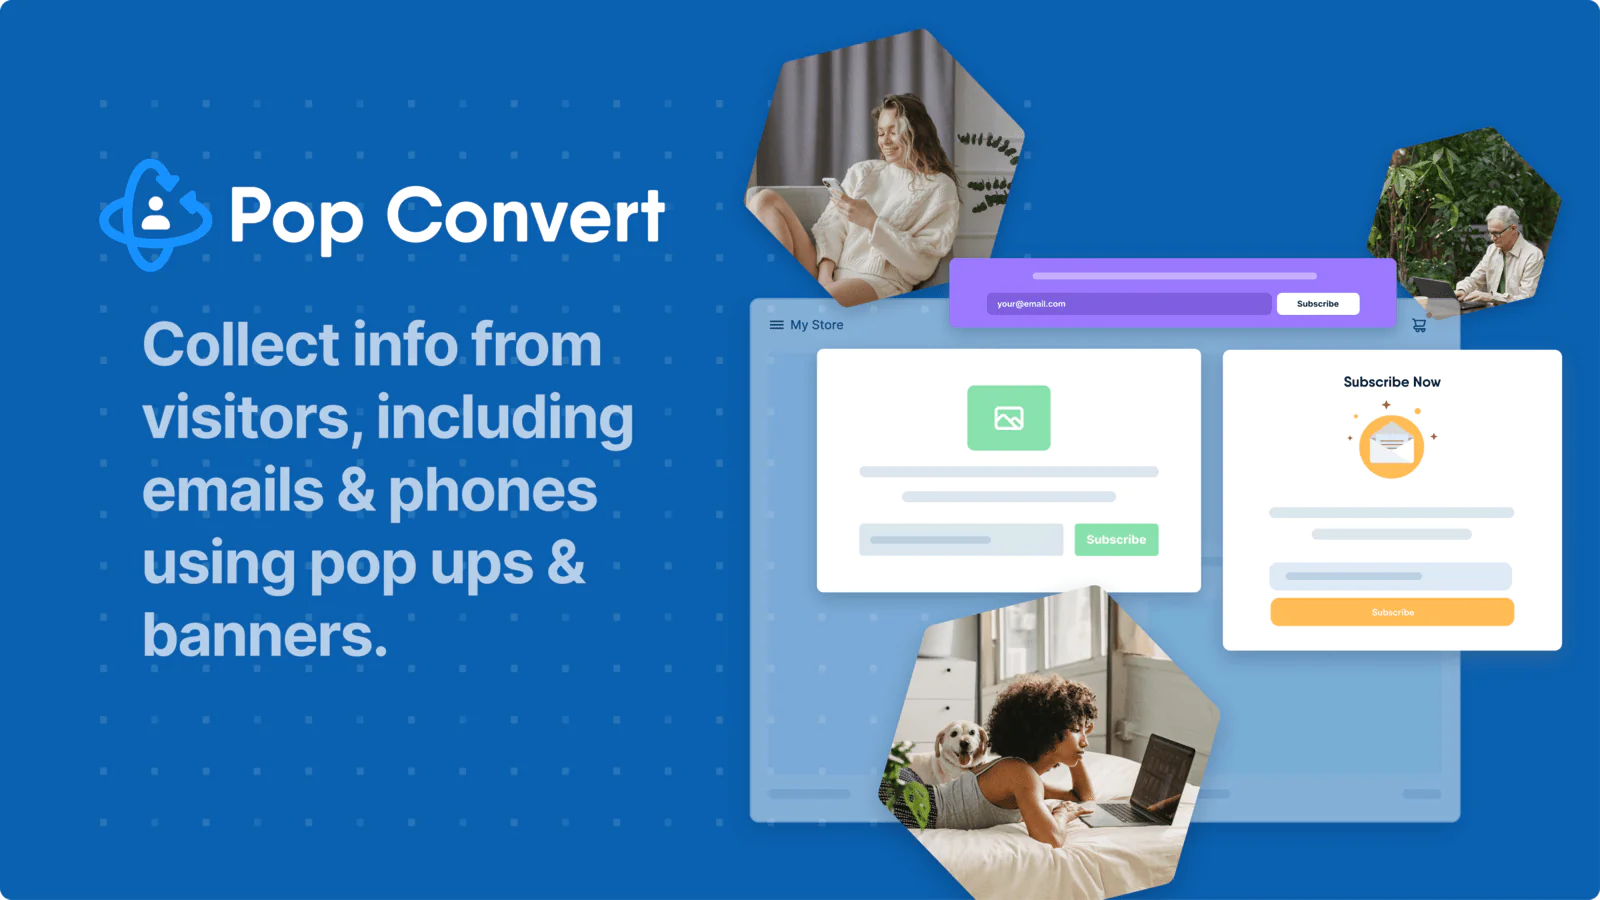 Pop Convert
Collect info from
visitors, including
emails & phones
using pop ups &
banners.
your@email.com
Subscribe
My Store
Subscribe
Subscribe Now
Subscribe